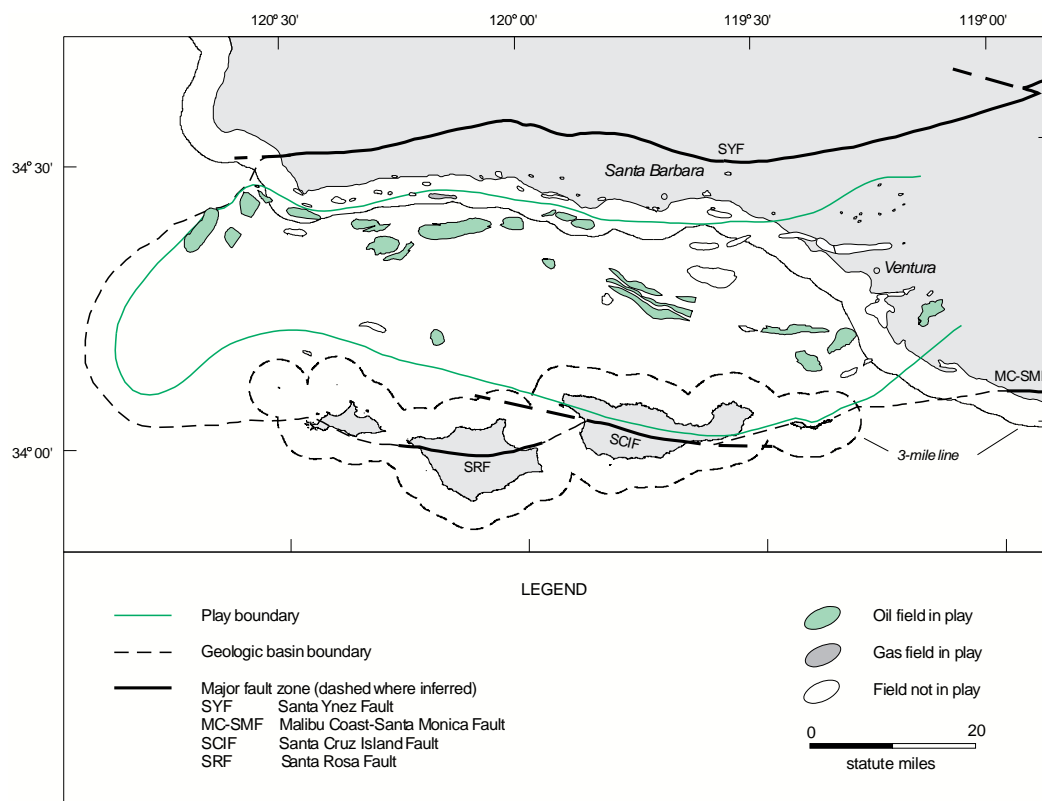 120° 30'
120° 00'
119° 30'
119° 00'
34° 30'
SYF
Santa Barbara
Ventura
MC-SMF
34° 00'
SCIF
SRF
3-mile line
LEGEND
Play boundary
Geologic basin boundary
Major fault zone (dashed where inferred)
SYF Santa Ynez Fault
MC-SMF Malibu Coast-Santa Monica Fault
SCIF Santa Cruz Island Fault
SRF Santa Rosa Fault
Oil field in play
Gas field in play
Field not in play
0 20
statute miles